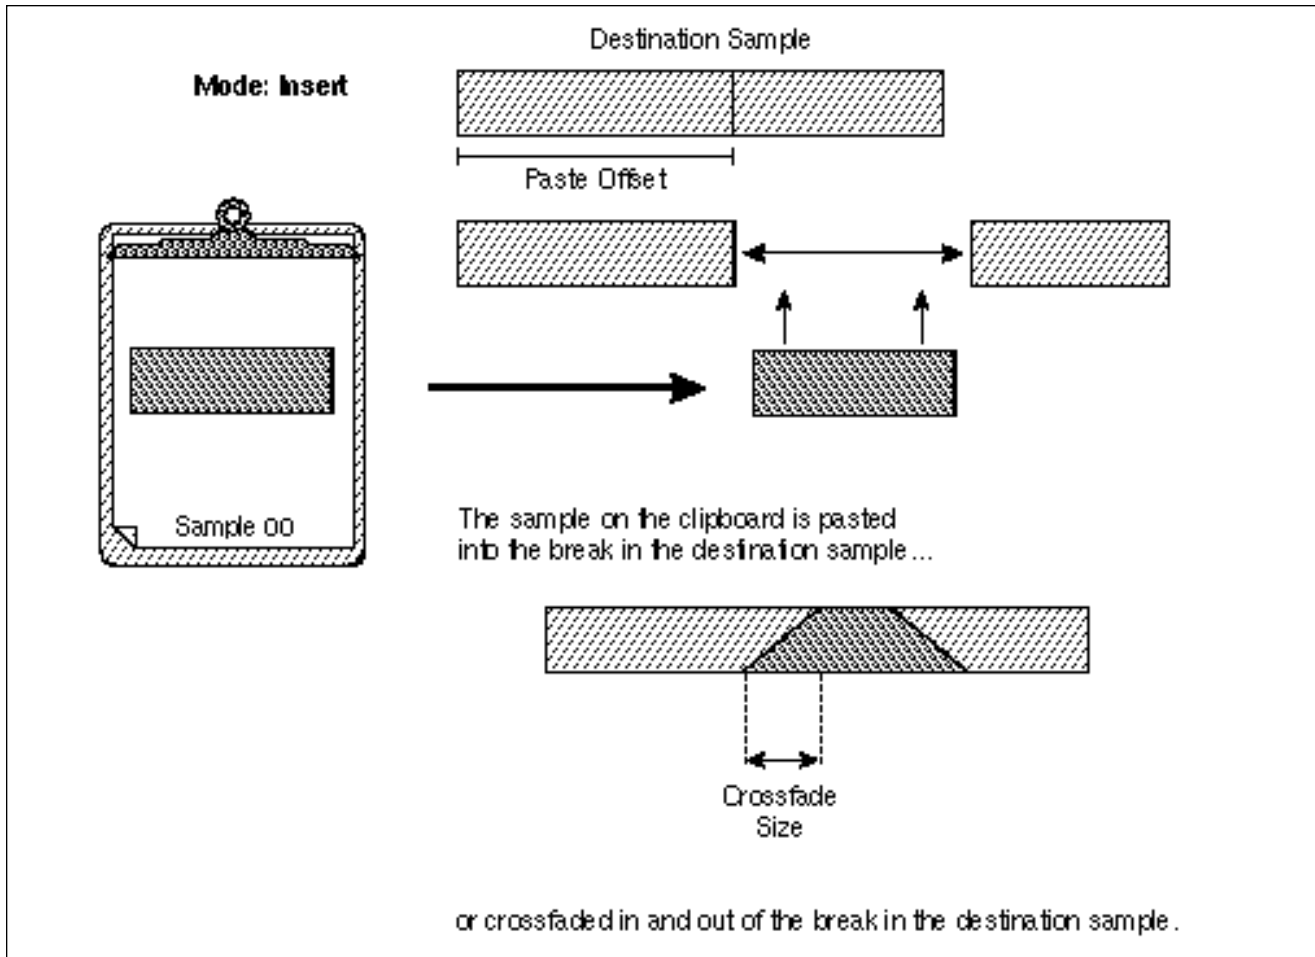 Destination Sample
Mode: Insert
Paste Offset
Sample 00
The sample on the clipboard is pasted
into the break in the destination sample...
Crossfade
Size
or crossfaded in and out of the break in the destination sample.